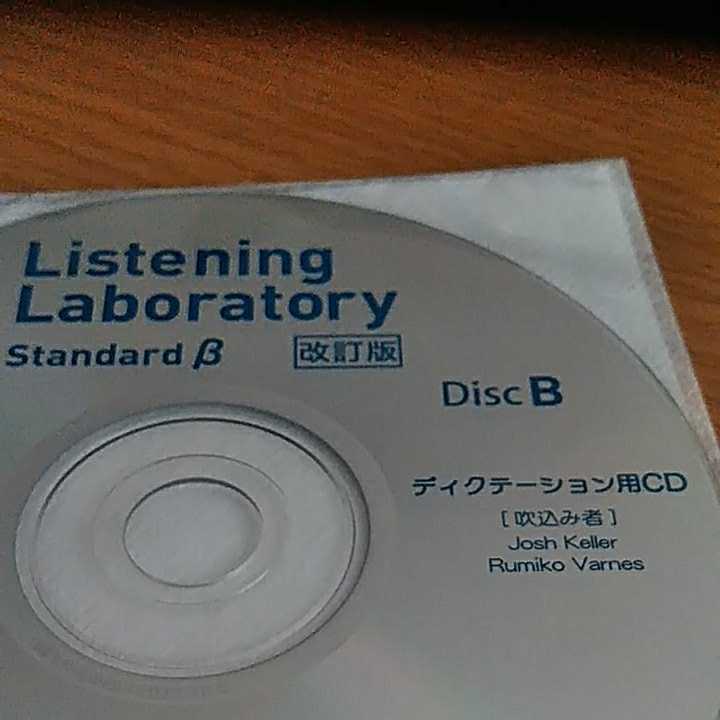 Listening
Laboratory
Standard β 改訂版
Disc B
ディクテーション用CD
[吹込み者]
Josh Keller
Rumiko Varnes